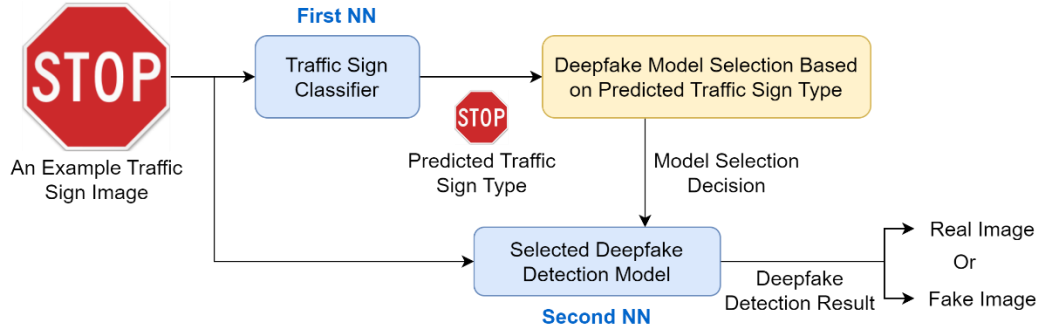 First NN
STOP
Traffic Sign
Classifier
Deepfake Model Selection Based
on Predicted Traffic Sign Type
STOP
An Example Traffic
Sign Image
Predicted Traffic
Sign Type
Model Selection
Decision
Selected Deepfake
Detection Model
Second NN
Deepfake
Detection Result
Real Image
Or
Fake Image